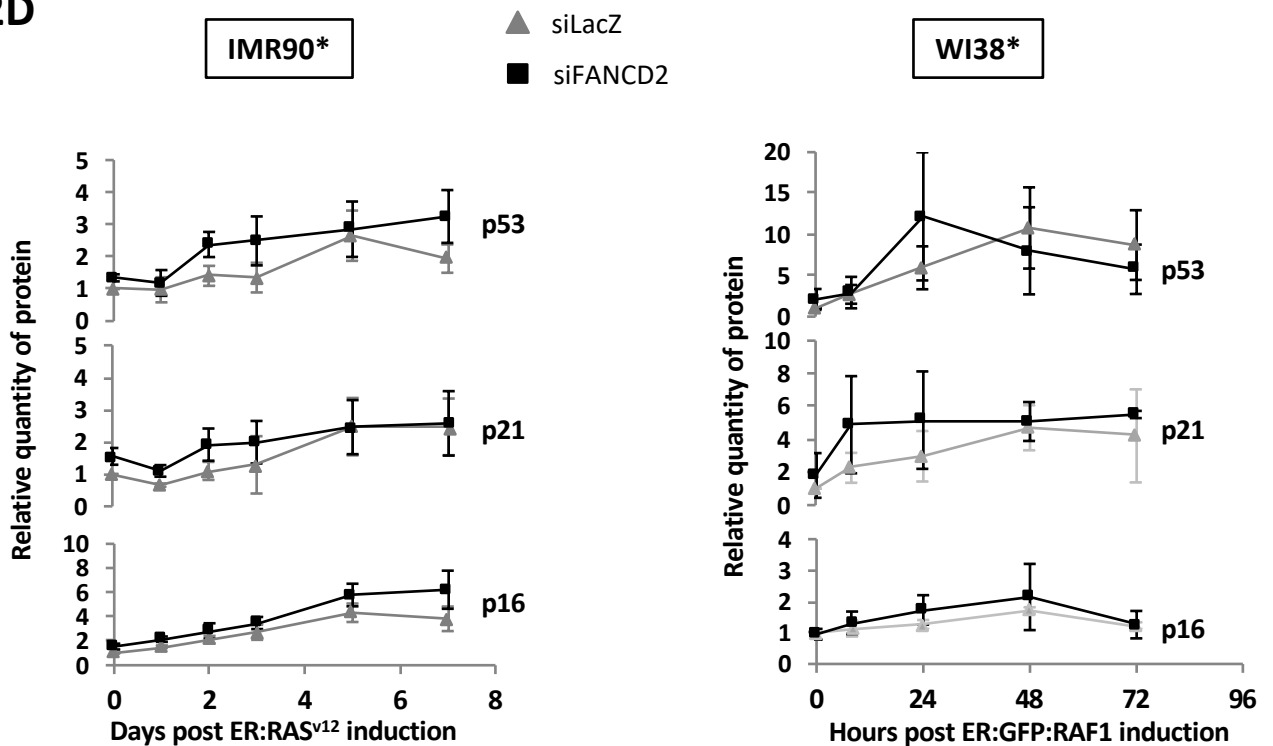 2D
IMR90*
siLacZ
siFANCD2
WI38*
Relative quantity of protein
5
4
3
2
1
0
p53
5
4
3
2
1
0
p21
10
8
6
4
2
0
p16
0 2 4 6 8
Days post ER:RASv12 induction
Relative quantity of protein
20
15
10
5
0
p53
10
8
6
4
2
0
p21
4
3
2
1
0
p16
0 24 48 72 96
Hours post ER:GFP:RAF1 induction